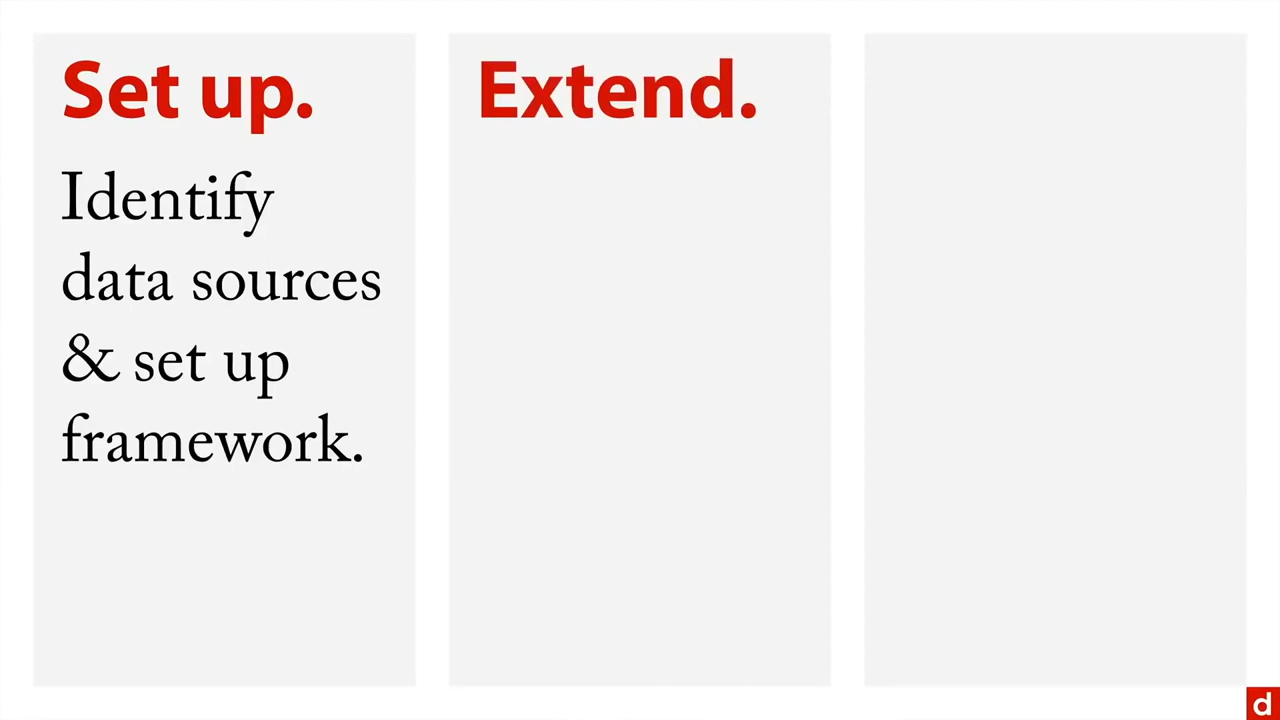 Set up.
Identify
data sources
& set up
framework.
Extend.
d